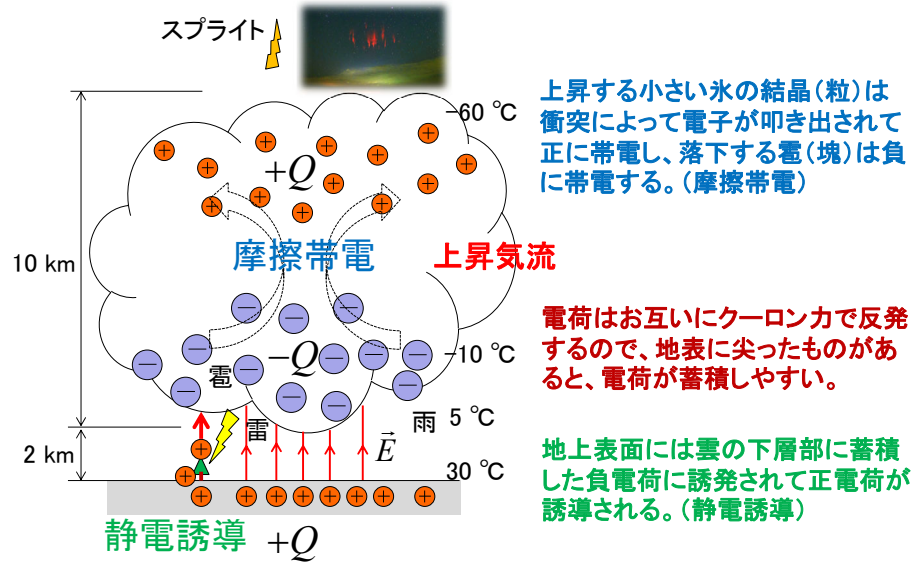 スプライト
-60 ℃
+Q
10 km
摩擦帯電
上昇気流
-10 ℃
−Q
雹
雨
5 ℃
雷
2 km
E
30 ℃
静電誘導
+Q
上昇する小さい氷の結晶（粒）は
衝突によって電子が叩き出されて
正に帯電し、落下する雹（塊）は負
に帯電する。（摩擦帯電）
電荷はお互いにクーロン力で反発
するので、地表に尖ったものがあ
ると、電荷が蓄積しやすい。
地上表面には雲の下層部に蓄積
した負電荷に誘発されて正電荷が
誘導される。（静電誘導）